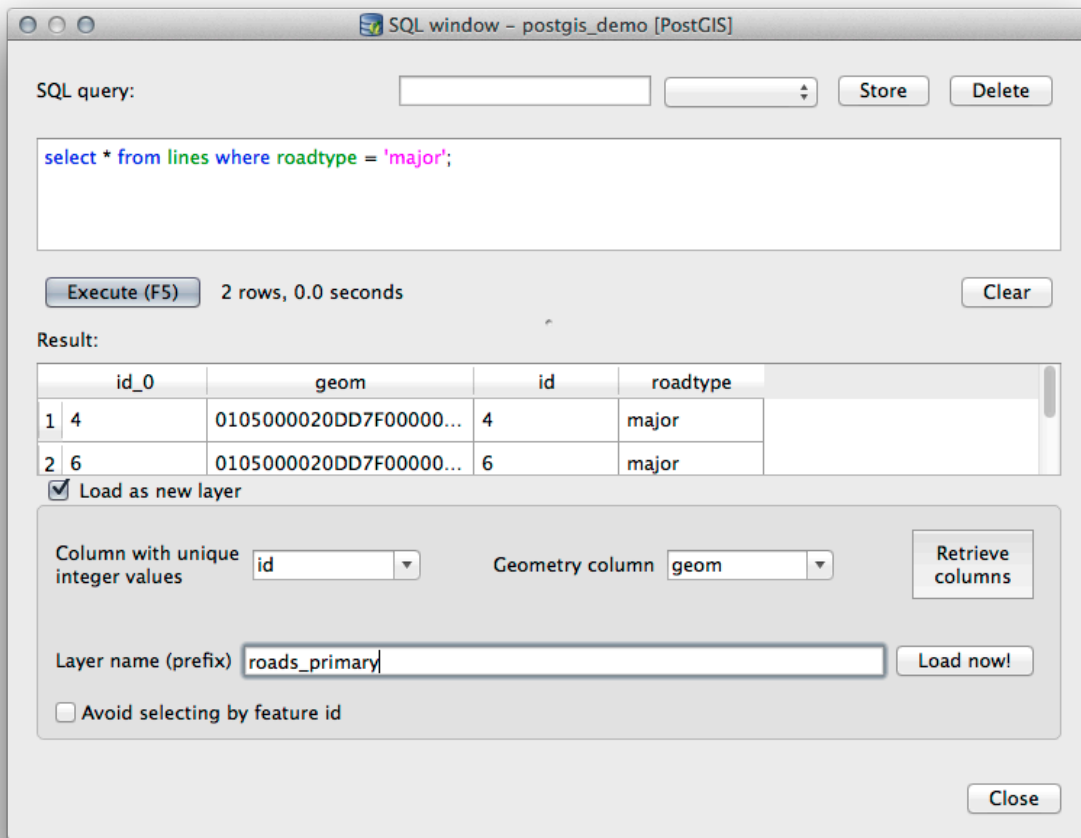 SQL window – postgis_demo [PostGIS]
SQL query:
Store
Delete
select * from lines where roadtype = 'major';
Execute (F5)
2 rows, 0.0 seconds
Clear
Result:
id_0 geom id roadtype
1 4 0105000020DD7F00000... 4 major
2 6 0105000020DD7F00000... 6 major
Load as new layer
Column with unique
integer values
id
Geometry column
geom
Retrieve
columns
Layer name (prefix)
roads_primary
Load now!
Avoid selecting by feature id
Close